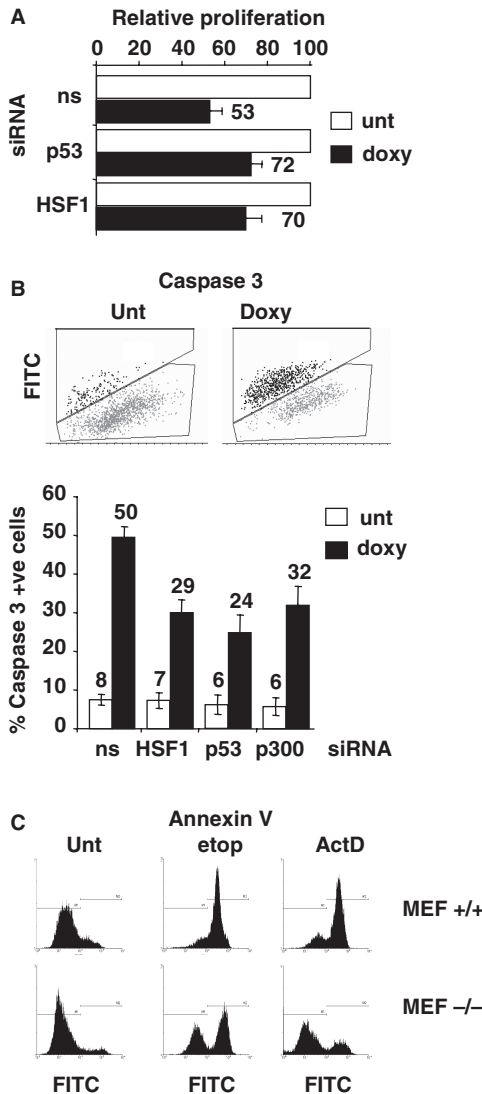 A
Relative proliferation
0 20 40 60 80 100
siRNA
ns
53
p53
72
HSF1
70
unt
doxy
B
Caspase 3
Unt Doxy
FITC
% Caspase 3 +ve cells
60
50
40
30
20
10
0
8 50
7 29
6 24
6 32
unt
doxy
ns HSF1 p53 p300 siRNA
C
Annexin V
Unt etop ActD
MEF +/+
MEF –/–
FITC FITC FITC